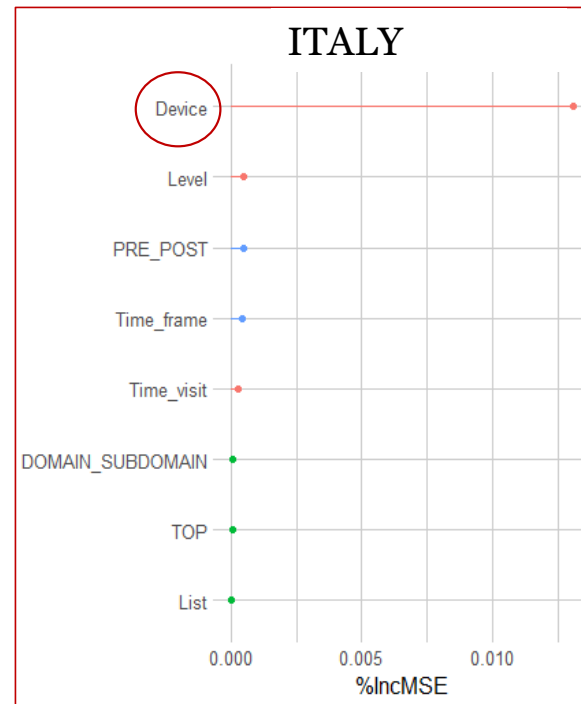 ITALY
Device
Level
PRE_POST
Time_frame
Time_visit
DOMAIN_SUBDOMAIN
TOP
List
0.000 0.005 0.010
%IncMSE